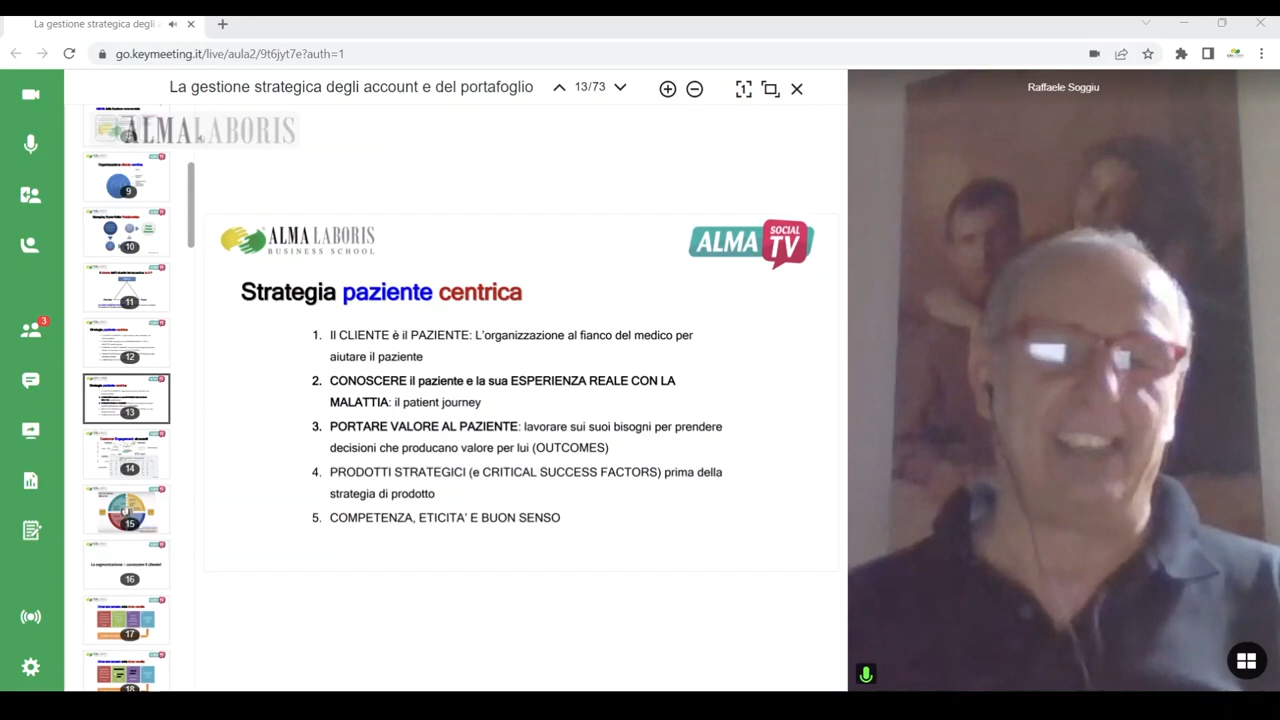 La gestione strategica degli
go.keymeeting.it/live/aula2/9t6jyt7e?auth=1
La gestione strategica degli account e del portafoglio
13/73
Raffaele Soggiu
ALMALABORIS
9
10
11
12
3
13
14
15
16
17
18
ALMA LABORIS
BUSINESS SCHOOL
ALMA SOCIAL TV
Strategia paziente centrica
1. Il CLIENTE è il PAZIENTE: L'organizzazione al fianco del medico per
aiutare il paziente
2. CONOSCERE il paziente e la sua ESPERIENZA REALE CON LA
MALATTIA: il patient journey
3. PORTARE VALORE AL PAZIENTE: lavorare sui suoi bisogni per prendere
decisioni che producano valore per lui (OUTCOMES)
4. PRODOTTI STRATEGICI (e CRITICAL SUCCESS FACTORS) prima della
strategia di prodotto
5. COMPETENZA, ETICITA' E BUON SENSO